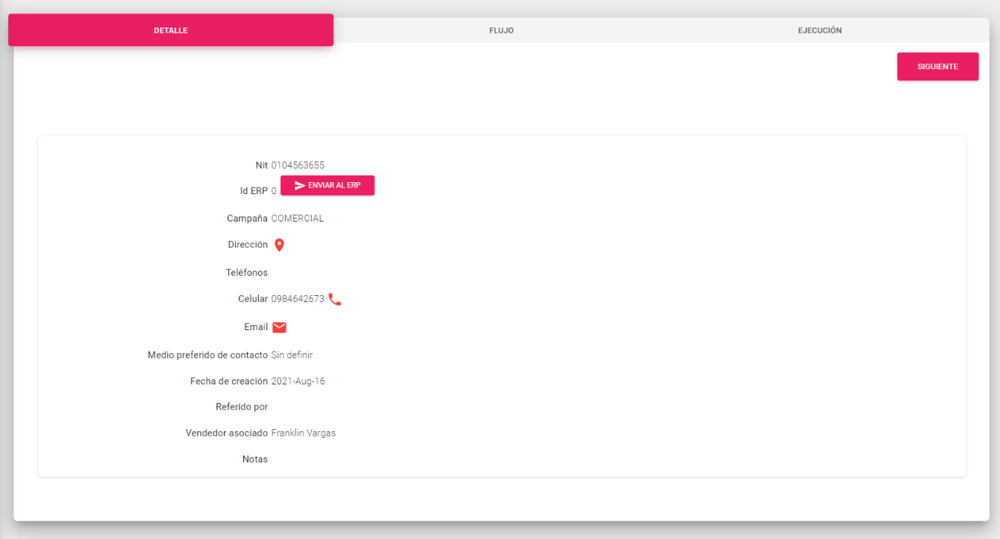 DETALLE FLUJO EJECUCIÓN
SIGUIENTE
Nit 0104563655
Id ERP 0 ENVIAR AL ERP
Campaña COMERCIAL
Dirección
Teléfonos
Celular 0984642673
Email
Medio preferido de contacto Sin definir
Fecha de creación 2021-Aug-16
Referido por
Vendedor asociado Franklin Vargas
Notas